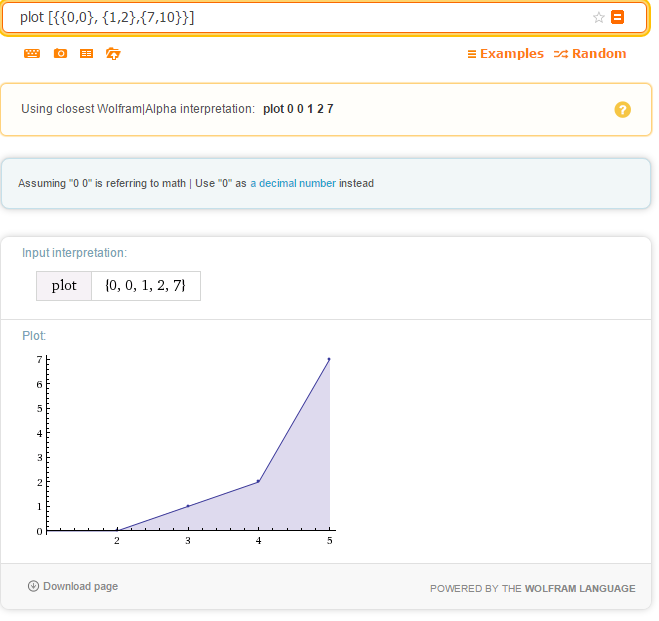 plot [{{0,0}, {1,2},{7,10}}]
Examples Random
Using closest Wolfram|Alpha interpretation: plot 0 0 1 2 7
?
Assuming "0 0" is referring to math | Use "0" as a decimal number instead
Input interpretation:
plot {0, 0, 1, 2, 7}
Plot:
7
6
5
4
3
2
1
0
2 3 4 5
Download page POWERED BY THE WOLFRAM LANGUAGE